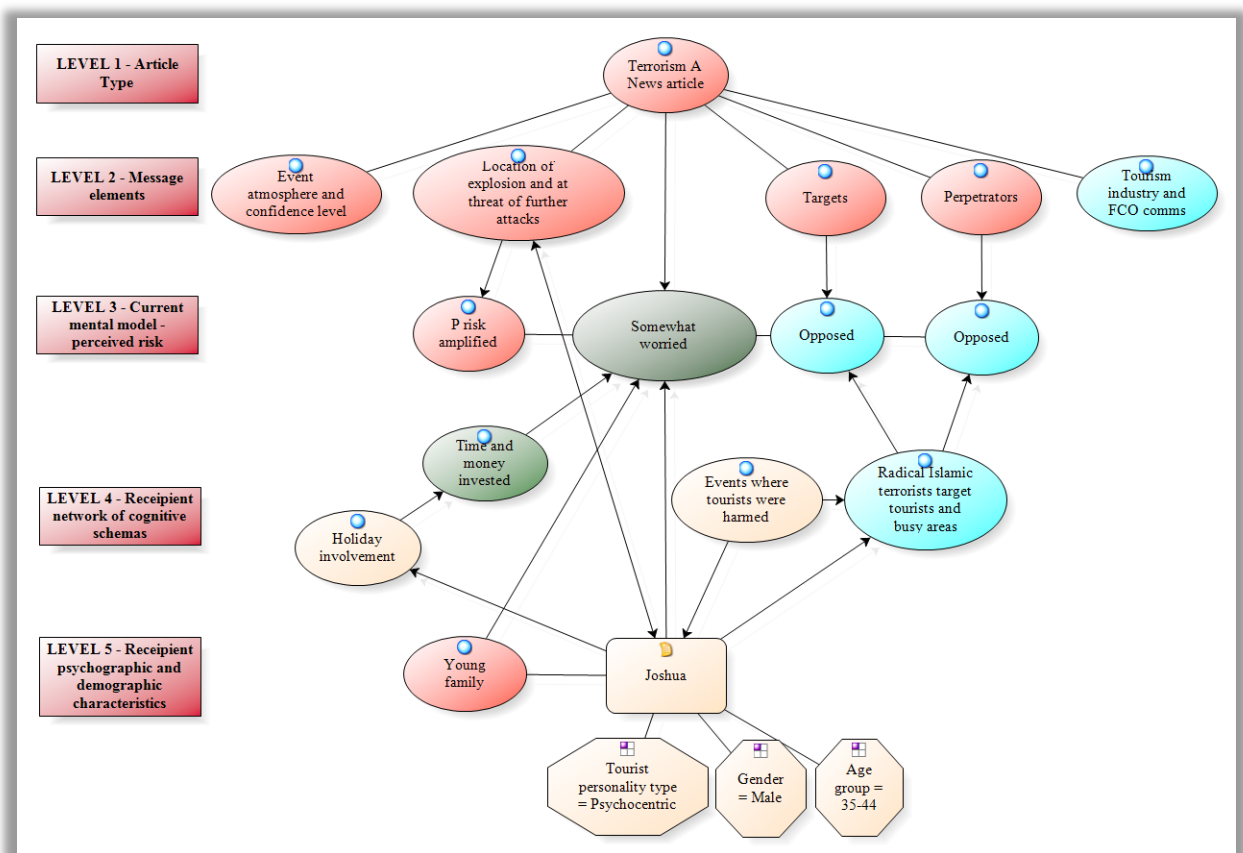 LEVEL 1 - Article
Type
Terrorism A
News article
LEVEL 2 - Message
elements
Event
atmosphere and
confidence level
Location of
explosion and at
threat of further
attacks
Targets
Perpetrators
Tourism
industry and
FCO comms
LEVEL 3 - Current
mental model -
perceived risk
P risk
amplified
Somewhat
worried
Opposed
Opposed
LEVEL 4 - Receipient
network of cognitive
schemas
Time and
money
invested
Holiday
involvement
Events where
tourists were
harmed
Radical Islamic
terrorists target
tourists and
busy areas
LEVEL 5 - Receipient
psychographic and
demographic
characteristics
Young
family
Joshua
Tourist
personality type
= Psychocentric
Gender
= Male
Age
group =
35-44